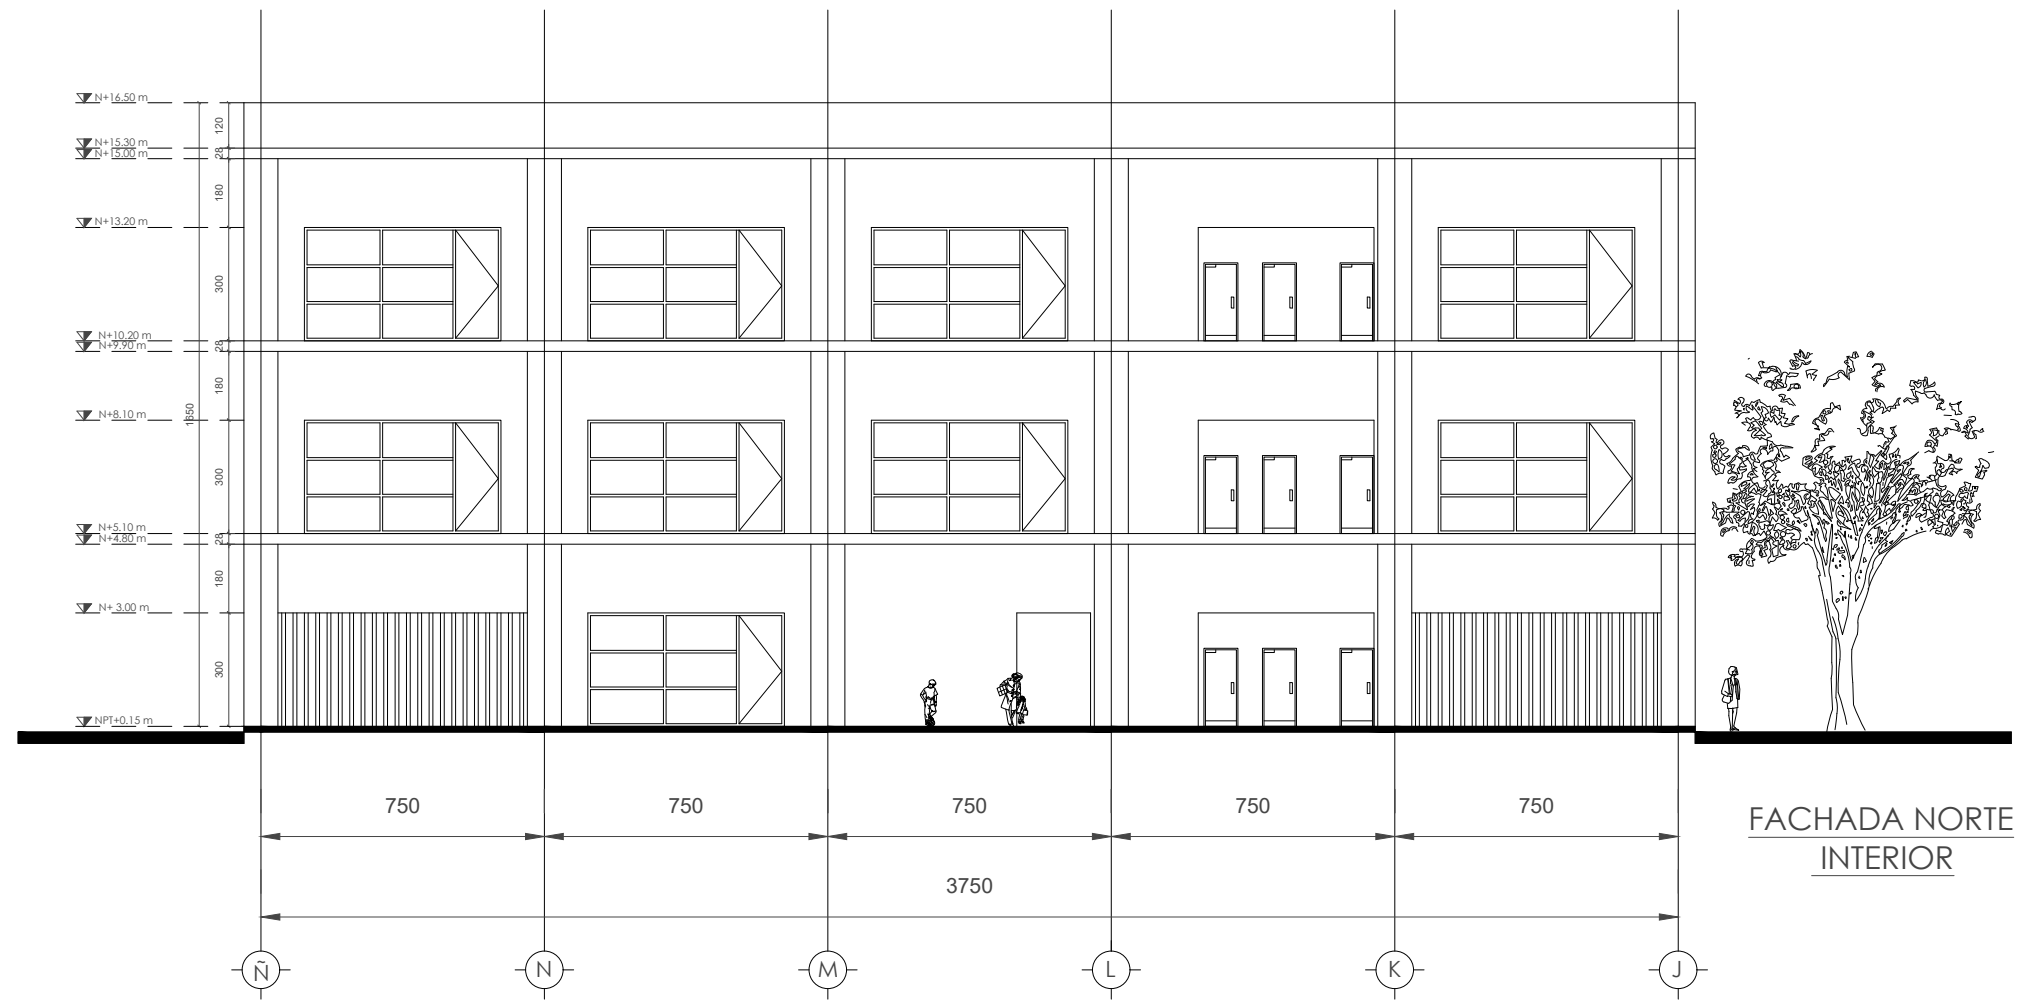 N+16.50 m
120
N+15.30 m
28
N+15.00 m
180
N+13.20 m
300
N+10.20 m
28
N+9.90 m
180
1650
N+8.10 m
300
N+5.10 m
28
N+4.80 m
180
N+ 3.00 m
300
NPT+0.15 m
750 750 750 750 750
3750
FACHADA NORTE
INTERIOR
Ñ N M L K J